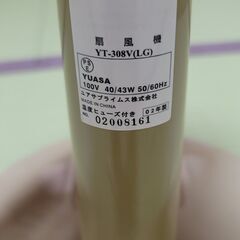 扇風機
YT-308V(LG)
YUASA
100V 40/43W 50/60Hz
ユアサプライムス株式会社
MADE IN CHINA
温度ヒューズ付き 02年製
No. 02008161